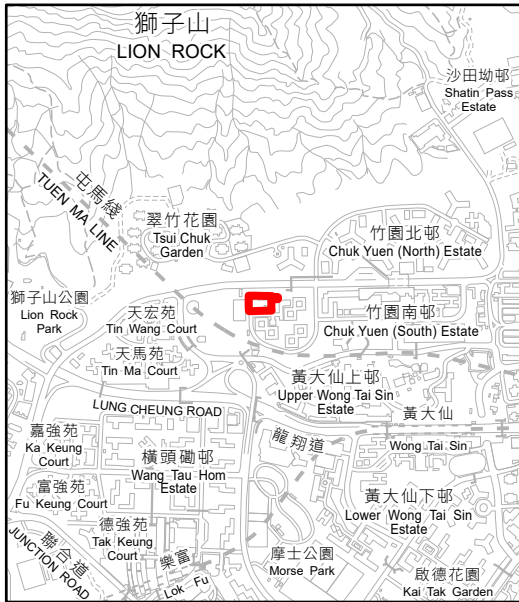 獅子山
LION ROCK
沙田坳邨
Shatin Pass
Estate
屯馬綫
TUEN MA LINE
翠竹花園
Tsui Chuk
Garden
竹園北邨
Chuk Yuen (North) Estate
獅子山公園
Lion Rock
Park
天宏苑
Tin Wang Court
竹園南邨
Chuk Yuen (South) Estate
天馬苑
Tin Ma Court
黃大仙上邨
Upper Wong Tai Sin
Estate
LUNG CHEUNG ROAD
黃大仙
Wong Tai Sin
龍翔道
嘉強苑
Ka Keung
Court
橫頭磡邨
Wang Tau Hom
Estate
富強苑
Fu Keung Court
黃大仙下邨
Lower Wong Tai Sin
Estate
德強苑
Tak Keung
Court
聯合道
JUNCTION ROAD
樂富
Lok Fu
摩士公園
Morse Park
啟德花園
Kai Tak Garden